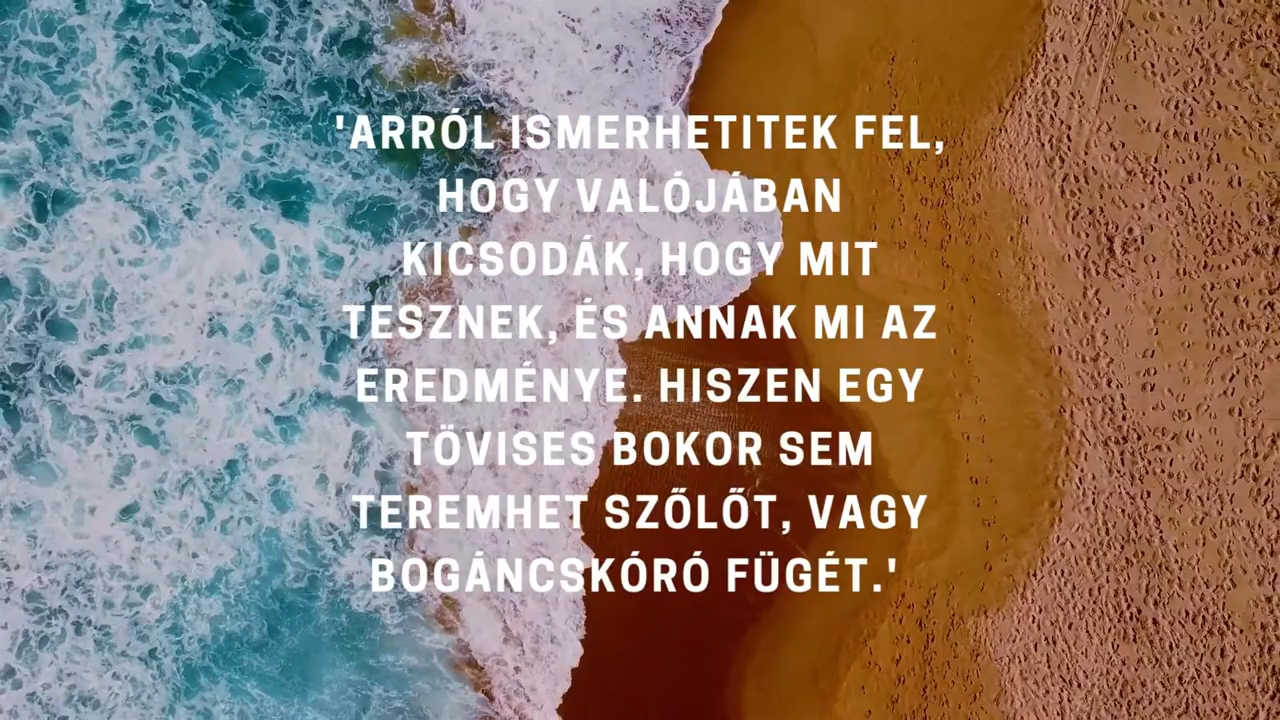 'ARRÓL ISMERHETITEK FEL,
HOGY VALÓJÁBAN
KICSODÁK, HOGY MIT
TESZNEK, ÉS ANNAK MI AZ
EREDMÉNYE. HISZEN EGY
TÖVISES BOKOR SEM
TEREMHET SZŐLŐT, VAGY
BOGÁNCSKÓRÓ FÜGÉT.'